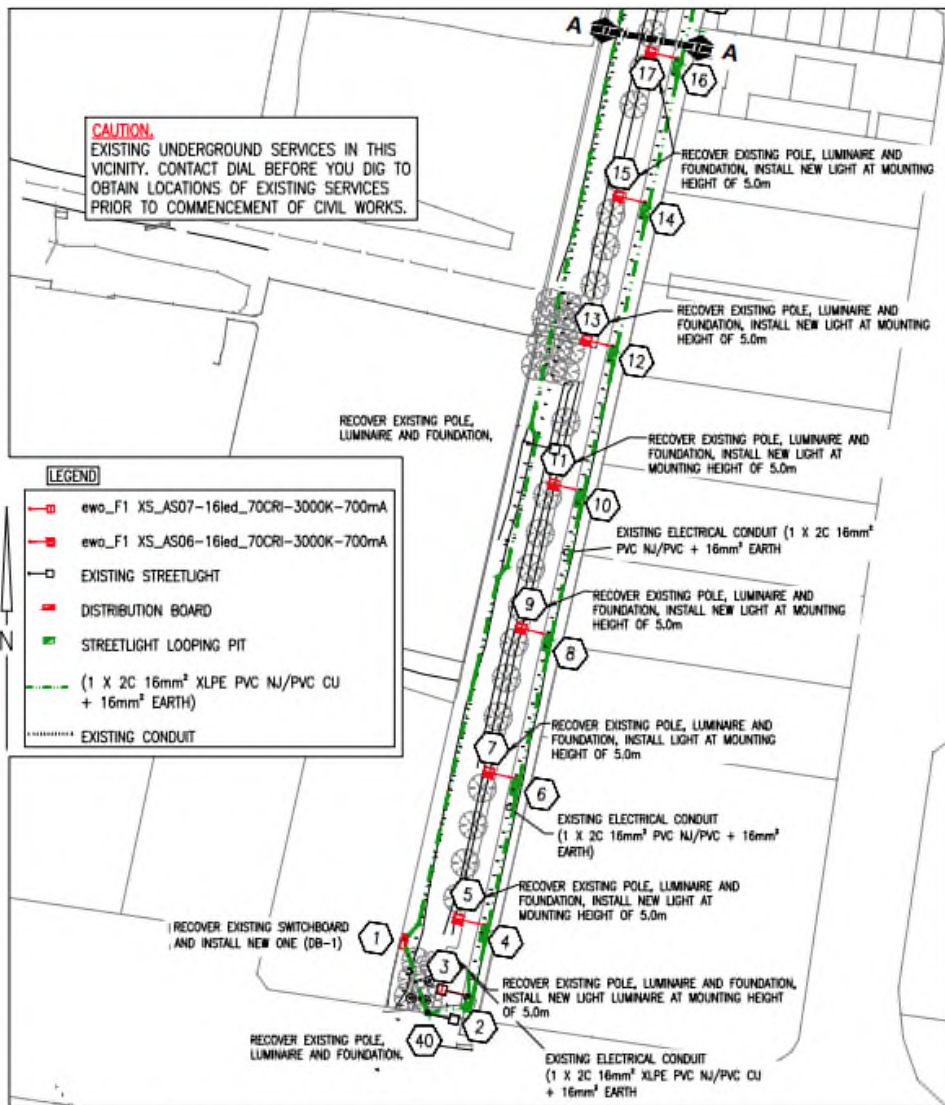 A
A
17
16
CAUTION.
EXISTING UNDERGROUND SERVICES IN THIS
VICINITY. CONTACT DIAL BEFORE YOU DIG TO
OBTAIN LOCATIONS OF EXISTING SERVICES
PRIOR TO COMMENCEMENT OF CIVIL WORKS.
RECOVER EXISTING POLE, LUMINAIRE AND
FOUNDATION, INSTALL NEW LIGHT AT MOUNTING
HEIGHT OF 5.0m
15
14
RECOVER EXISTING POLE, LUMINAIRE AND
FOUNDATION, INSTALL NEW LIGHT AT MOUNTING
HEIGHT OF 5.0m
13
12
RECOVER EXISTING POLE,
LUMINAIRE AND FOUNDATION,
RECOVER EXISTING POLE, LUMINAIRE AND
FOUNDATION, INSTALL NEW LIGHT AT
MOUNTING HEIGHT OF 5.0m
11
10
LEGEND
ewo_F1 XS_AS07-16led_70CRI-3000K-700mA
ewo_F1 XS_AS06-16led_70CRI-3000K-700mA
EXISTING STREETLIGHT
DISTRIBUTION BOARD
STREETLIGHT LOOPING PIT
(1 X 2C 16mm² XLPE PVC NJ/PVC CU
+ 16mm² EARTH)
EXISTING CONDUIT
N
EXISTING ELECTRICAL CONDUIT (1 X 2C 16mm²
PVC NJ/PVC + 16mm² EARTH
RECOVER EXISTING POLE, LUMINAIRE AND
FOUNDATION, INSTALL NEW LIGHT AT MOUNTING
HEIGHT OF 5.0m
9
8
RECOVER EXISTING POLE, LUMINAIRE AND
FOUNDATION, INSTALL LIGHT AT MOUNTING
HEIGHT OF 5.0m
7
6
EXISTING ELECTRICAL CONDUIT
(1 X 2C 16mm² PVC NJ/PVC + 16mm²
EARTH)
RECOVER EXISTING POLE, LUMINAIRE AND
FOUNDATION, INSTALL NEW LIGHT AT
MOUNTING HEIGHT OF 5.0m
5
4
RECOVER EXISTING SWITCHBOARD
AND INSTALL NEW ONE (DB-1)
1
3
RECOVER EXISTING POLE, LUMINAIRE AND FOUNDATION,
INSTALL NEW LIGHT LUMINAIRE AT MOUNTING HEIGHT
OF 5.0m
2
RECOVER EXISTING POLE,
LUMINAIRE AND FOUNDATION.
40
EXISTING ELECTRICAL CONDUIT
(1 X 2C 16mm² XLPE PVC NJ/PVC CU
+ 16mm² EARTH